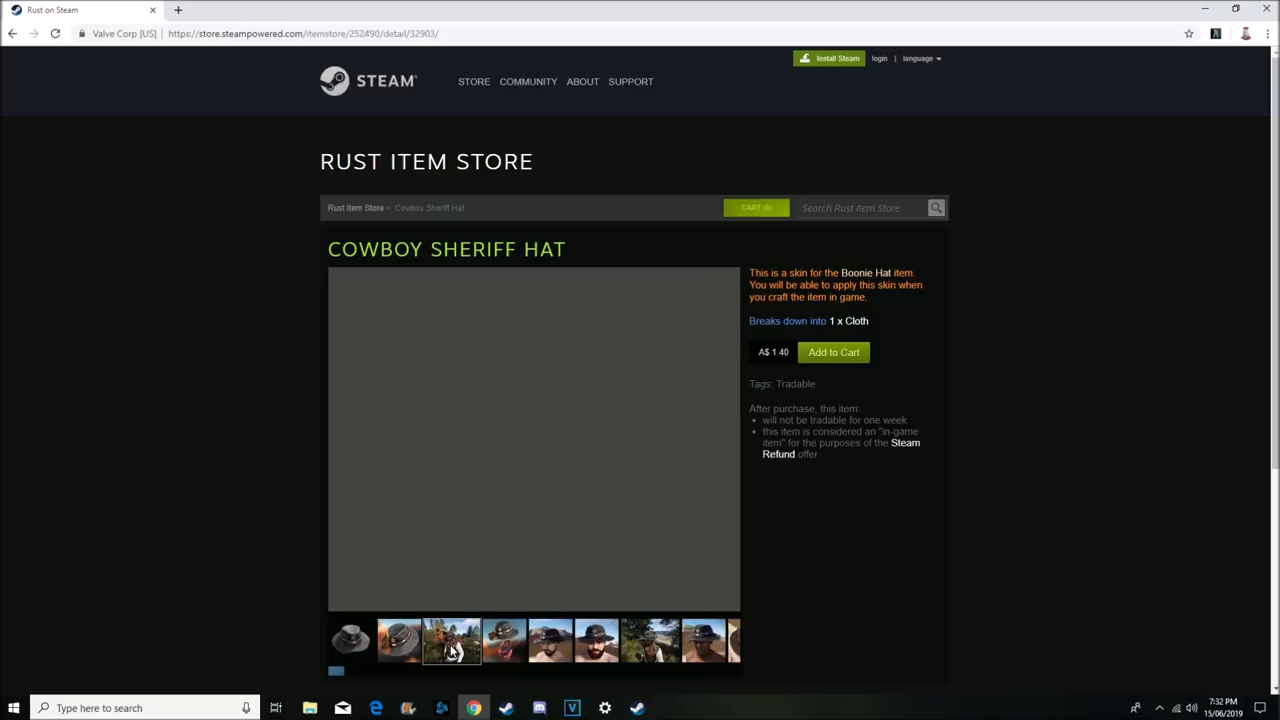 Rust on Steam
Valve Corp [US]
https://store.steampowered.com/itemstore/252490/detail/32903/
Install Steam
login
|
language
STEAM
STORE
COMMUNITY
ABOUT
SUPPORT
RUST ITEM STORE
Rust Item Store
Cowboy Sheriff Hat
Search Rust Item Store
COWBOY SHERIFF HAT
This is a skin for the Boonie Hat item.
You will be able to apply this skin when
you craft the item in game.
Breaks down into 1 x Cloth
A$ 1.40
Add to Cart
Tags: Tradable
After purchase, this item:
• will not be tradable for one week
• this item is considered an "in-game
item" for the purposes of the Steam
Refund offer
Type here to search
7:32 PM
15/06/2019